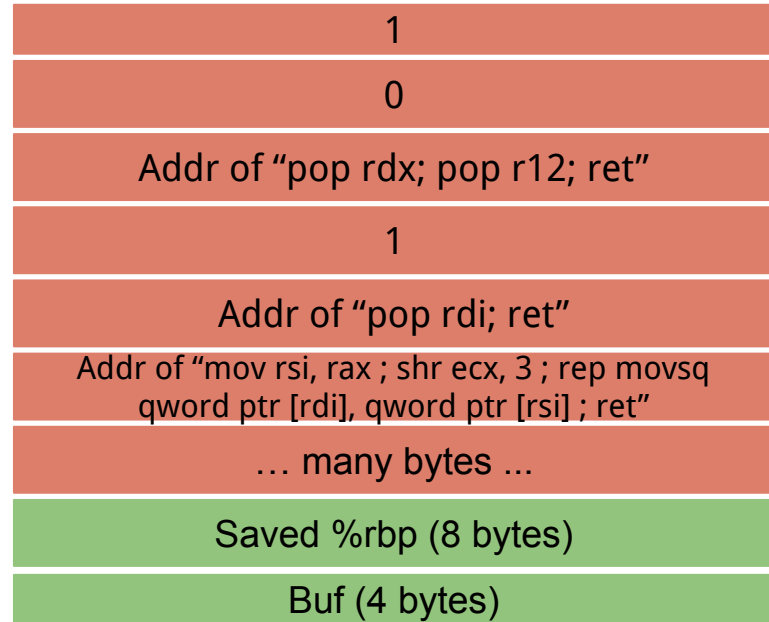 1
0
Addr of “pop rdx; pop r12; ret”
1
Addr of “pop rdi; ret”
Addr of “mov rsi, rax ; shr ecx, 3 ; rep movsq
qword ptr [rdi], qword ptr [rsi] ; ret”
… many bytes ...
Saved %rbp (8 bytes)
Buf (4 bytes)